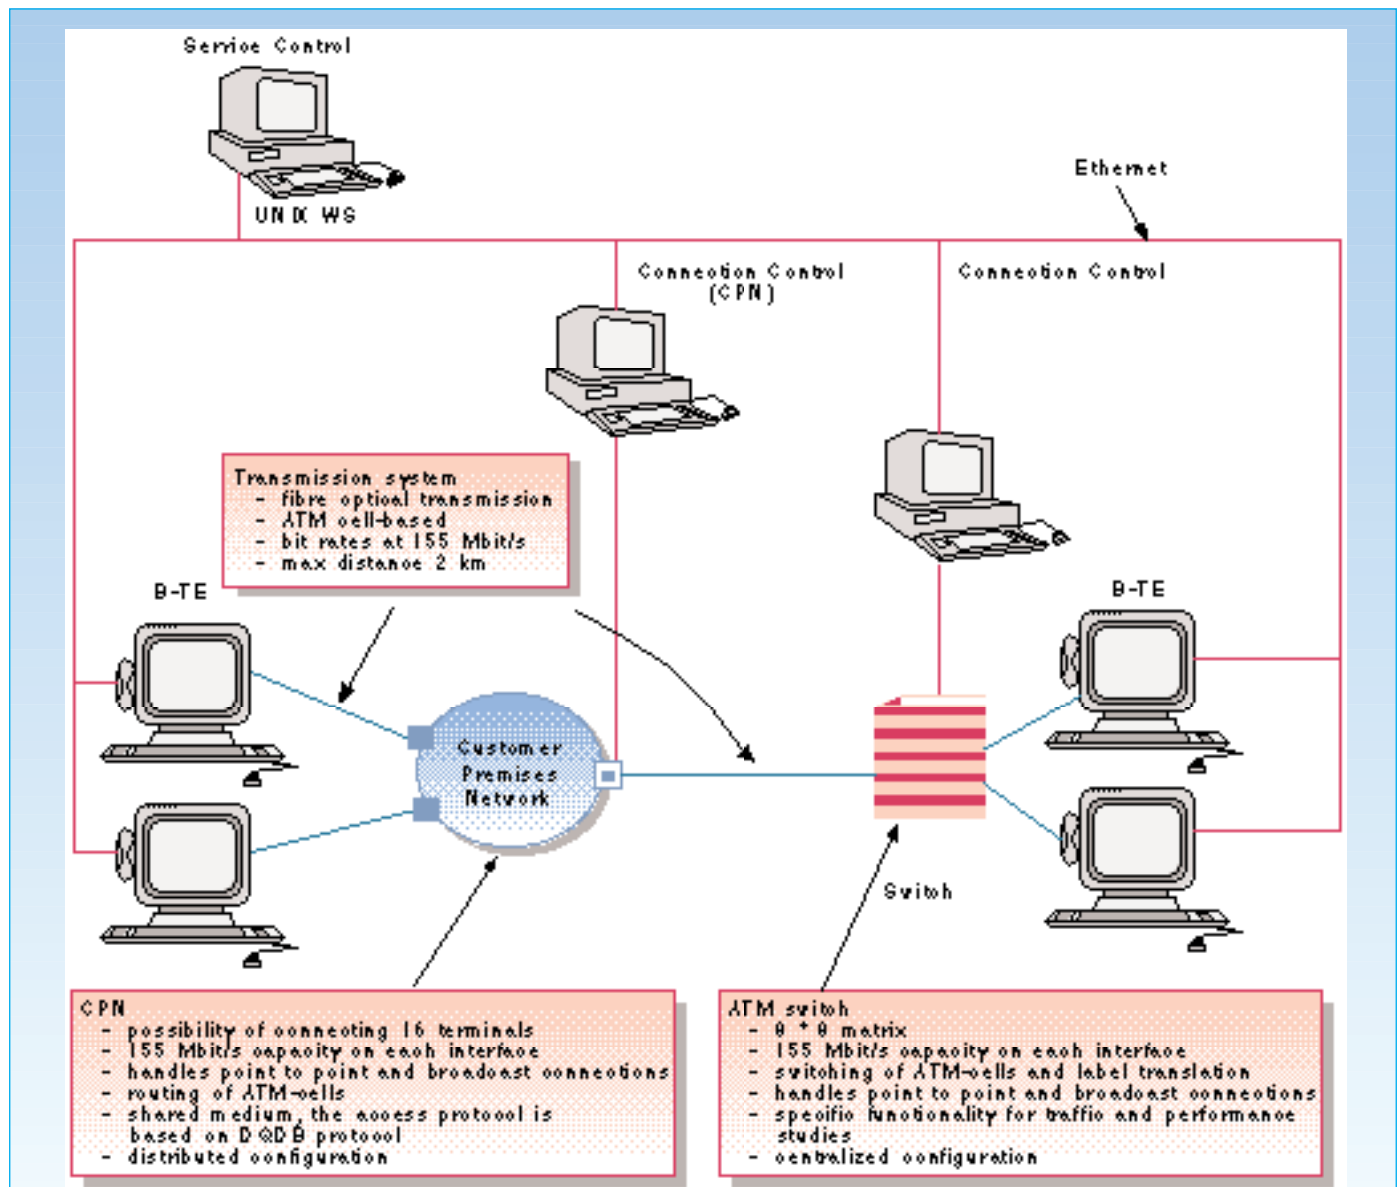 Service Control
UNIX WS
Ethernet
Connection Control
(CPN)
Connection Control
Transmission system
- fibre optical transmission
- ATM cell-based
- bit rates at 155 Mbit/s
- max distance 2 km
B-TE
B-TE
Customer
Premises
Network
Switch
CPN
- possibility of connecting 16 terminals
- 155 Mbit/s capacity on each interface
- handles point to point and broadcast connections
- routing of ATM-cells
- shared medium, the access protocol is
based on DQDB protocol
- distributed configuration
ATM switch
- 8 * 8 matrix
- 155 Mbit/s capacity on each interface
- switching of ATM-cells and label translation
- handles point to point and broadcast connections
- specific functionality for traffic and performance
studies
- centralized configuration